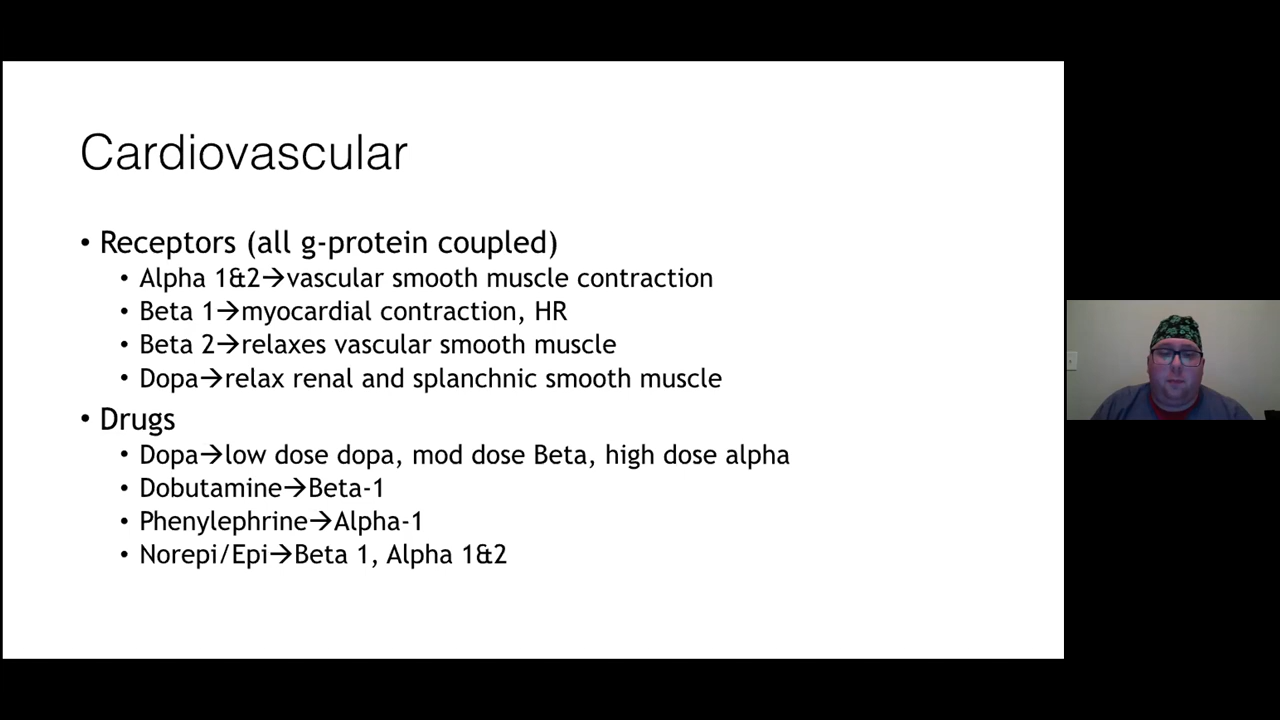 Cardiovascular
• Receptors (all g-protein coupled)
• Alpha 1&2→vascular smooth muscle contraction
• Beta 1→myocardial contraction, HR
• Beta 2→relaxes vascular smooth muscle
• Dopa→relax renal and splanchnic smooth muscle
• Drugs
• Dopa→low dose dopa, mod dose Beta, high dose alpha
• Dobutamine→Beta-1
• Phenylephrine→Alpha-1
• Norepi/Epi→Beta 1, Alpha 1&2